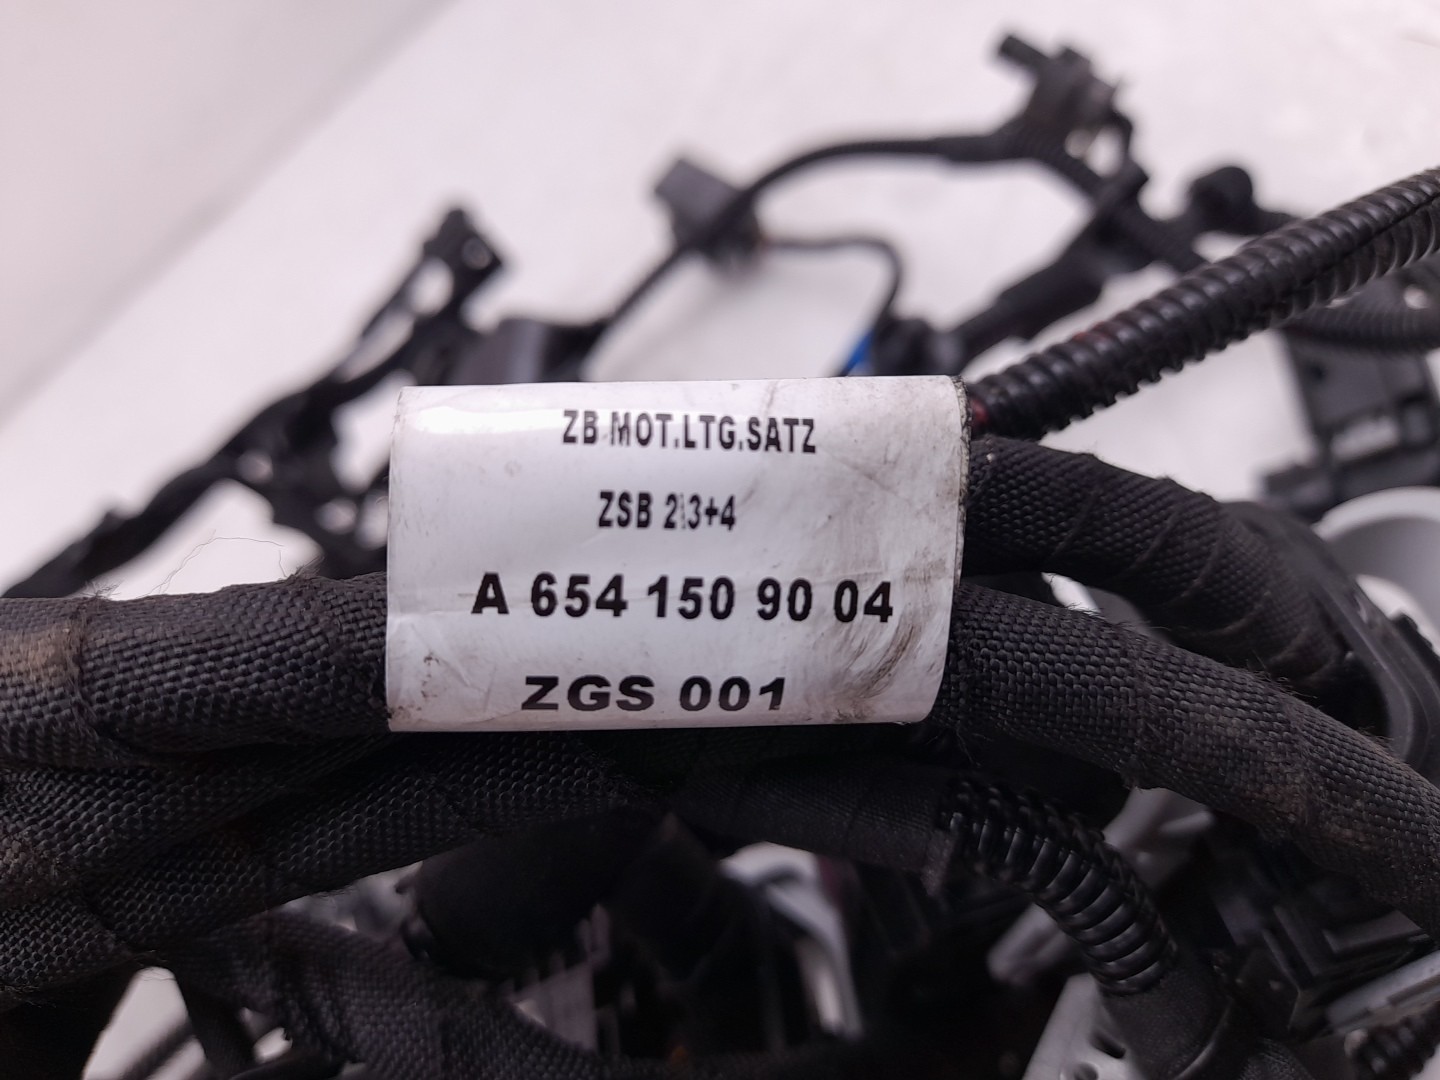 ZB MOT.LTG.SATZ
ZSB 2\3+4
A 654 150 90 04
ZGS 001